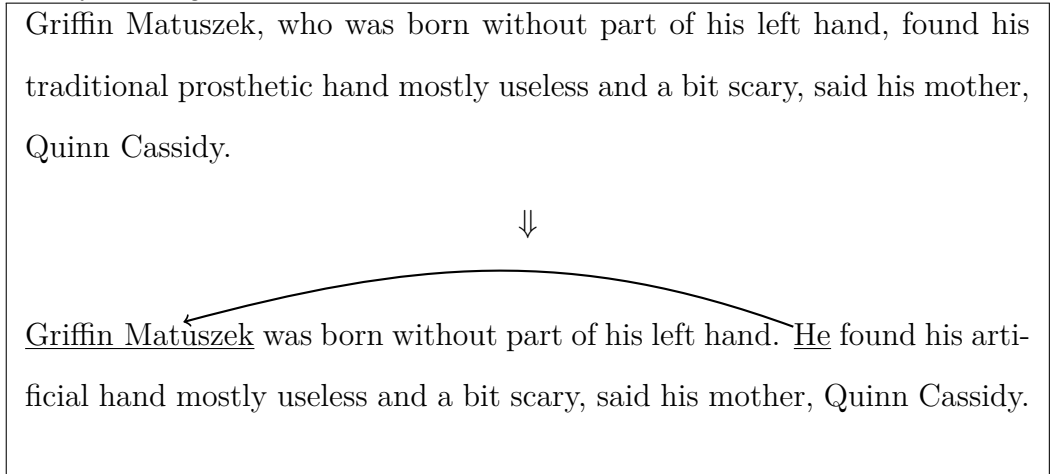 Griffin Matuszek, who was born without part of his left hand, found his
traditional prosthetic hand mostly useless and a bit scary, said his mother,
Quinn Cassidy.
⇓
Griffin Matuszek was born without part of his left hand. He found his arti-
ficial hand mostly useless and a bit scary, said his mother, Quinn Cassidy.